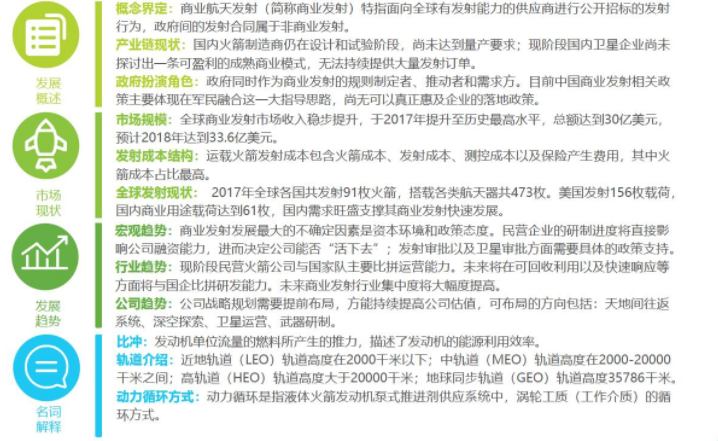 概念界定：商业航天发射（简称商业发射）特指面向全球有发射能力的供应商进行公开招标的发射
行为，政府间的发射合同属于非商业发射。
产业链现状：国内火箭制造商仍在设计和试验阶段，尚未达到量产要求；现阶段国内卫星企业尚未
探讨出一条可盈利的成熟商业模式，无法持续提供大量发射订单。
政府扮演角色：政府同时作为商业发射的规则制定者、推动者和需求方。目前中国商业发射相关政
策主要体现在军民融合这一大指导思路，尚无可以真正惠及企业的落地政策。
发展
概述
市场规模：全球商业发射市场收入稳步提升，于2017年提升至历史最高水平，总额达到30亿美元，
预计2018年达到33.6亿美元。
发射成本结构：运载火箭发射成本包含火箭成本、发射成本、测控成本以及保险产生费用，其中火
箭成本占比最高。
全球发射现状： 2017年全球各国共发射91枚火箭，搭载各类航天器共473枚。美国发射156枚载荷，
国内商业用途载荷达到61枚，国内需求旺盛支撑其商业发射快速发展。
市场
现状
宏观趋势：商业发射发展最大的不确定因素是资本环境和政策态度。民营企业的研制进度将直接影
响公司融资能力，进而决定公司能否“活下去”；发射审批以及卫星审批方面需要具体的政策支持。
行业趋势：现阶段民营火箭公司与国家队主要比拼运营能力。未来将在可回收利用以及快速响应等
方面将与国企比拼研发能力。未来商业发射行业集中度将大幅度提高。
公司趋势：公司战略规划需要提前布局，方能持续提高公司估值，可布局的方向包括：天地间往返
系统、深空探索、卫星运营、武器研制。
发展
趋势
比冲：发动机单位流量的燃料所产生的推力，描述了发动机的能源利用效率。
轨道介绍：近地轨道（LEO）轨道高度在2000千米以下；中轨道（MEO）轨道高度在2000-20000
千米之间；高轨道（HEO）轨道高度大于20000千米；地球同步轨道（GEO）轨道高度35786千米。
动力循环方式：动力循环是指液体火箭发动机泵式推进剂供应系统中，涡轮工质（工作介质）的循
环方式。
名词
解释